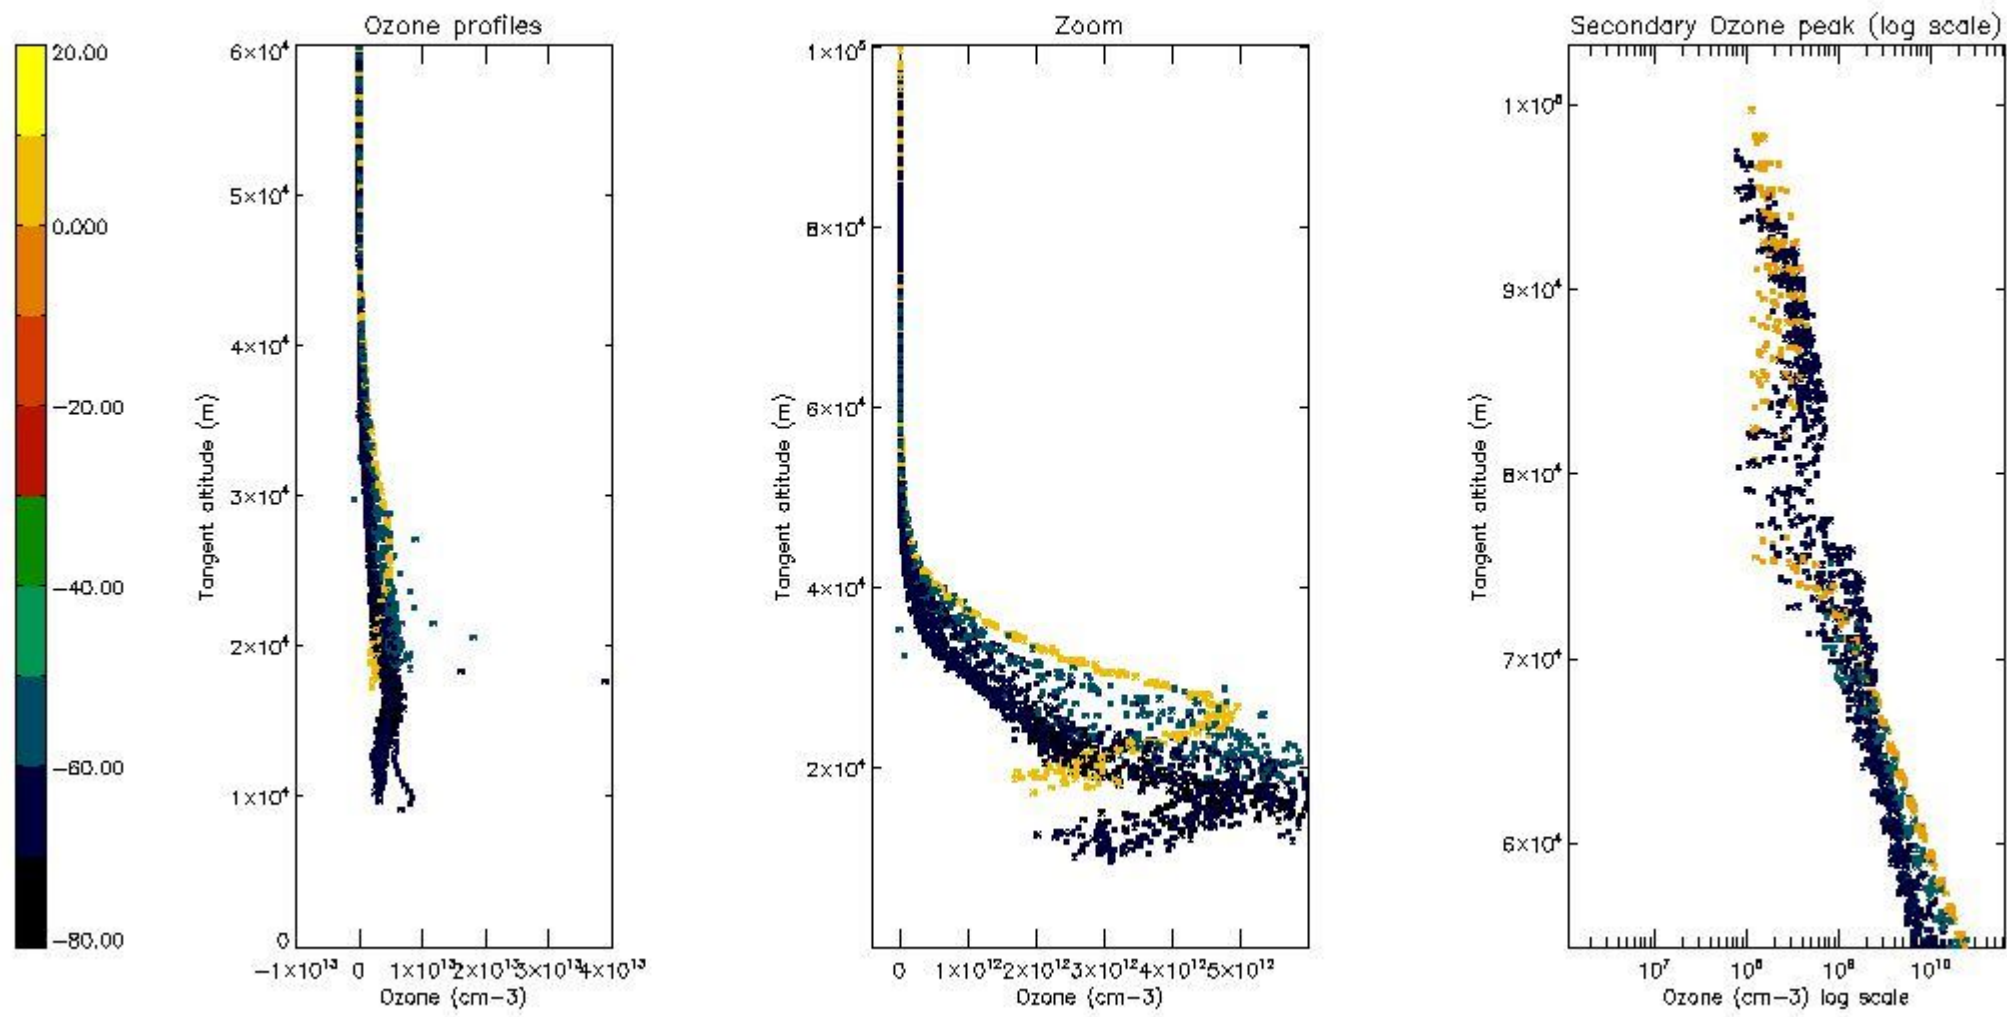 Ozone profiles
Zoom
Secondary Ozone peak (log scale)
20.00
0.000
−20.00
−40.00
−60.00
−80.00
6×10⁴
5×10⁴
4×10⁴
3×10⁴
2×10⁴
1×10⁴
0
Tangent altitude (m)
−1×10¹³ 0 1×10¹³ 2×10¹³ 3×10¹³ 4×10¹³
Ozone (cm−3)
1×10⁵
8×10⁴
6×10⁴
4×10⁴
2×10⁴
Tangent altitude (m)
0 1×10¹² 2×10¹² 3×10¹² 4×10¹² 5×10¹²
Ozone (cm−3)
9×10⁴
8×10⁴
7×10⁴
6×10⁴
Tangent altitude (m)
10⁷ 10⁸ 10⁹ 10¹⁰
Ozone (cm−3) log scale